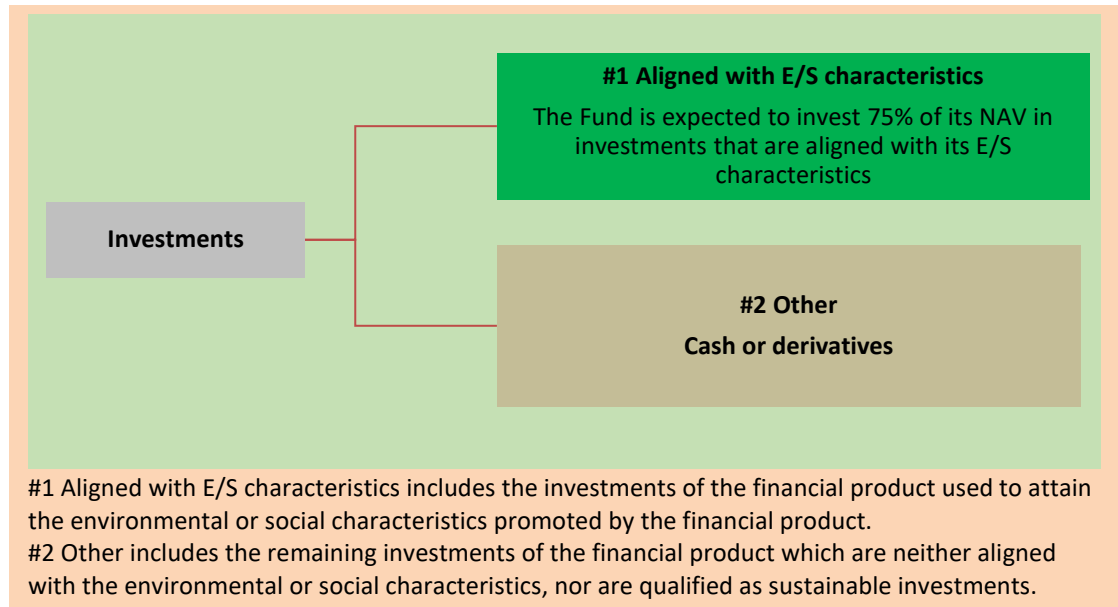 #1 Aligned with E/S characteristics
The Fund is expected to invest 75% of its NAV in
investments that are aligned with its E/S
characteristics
Investments
#2 Other
Cash or derivatives
#1 Aligned with E/S characteristics includes the investments of the financial product used to attain
the environmental or social characteristics promoted by the financial product.
#2 Other includes the remaining investments of the financial product which are neither aligned
with the environmental or social characteristics, nor are qualified as sustainable investments.